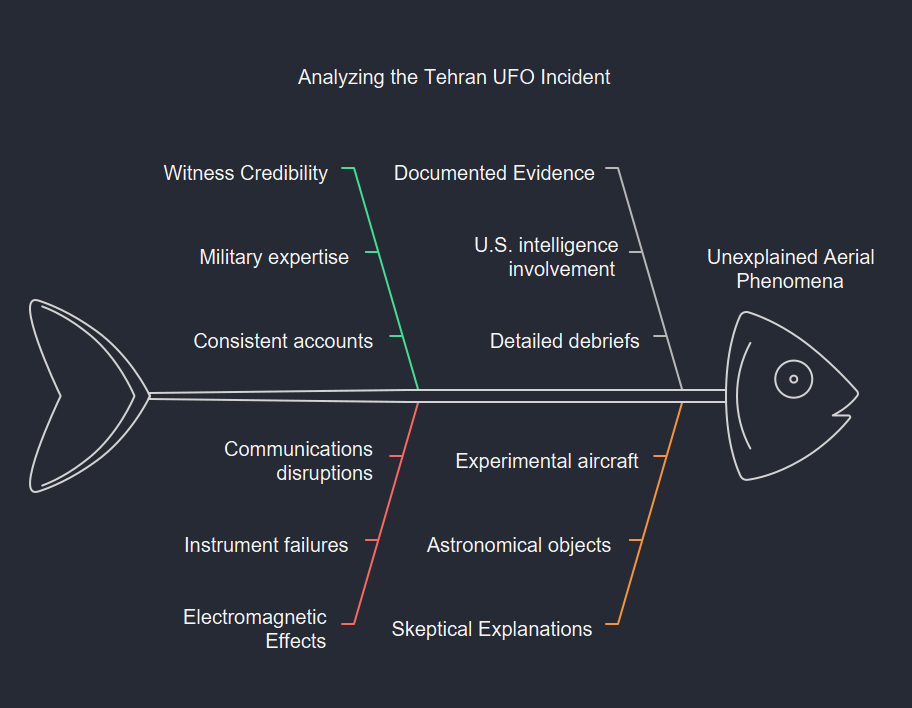 Analyzing the Tehran UFO Incident
Witness Credibility
Military expertise
Consistent accounts
Documented Evidence
U.S. intelligence
involvement
Detailed debriefs
Unexplained Aerial
Phenomena
Communications
disruptions
Instrument failures
Electromagnetic
Effects
Experimental aircraft
Astronomical objects
Skeptical Explanations